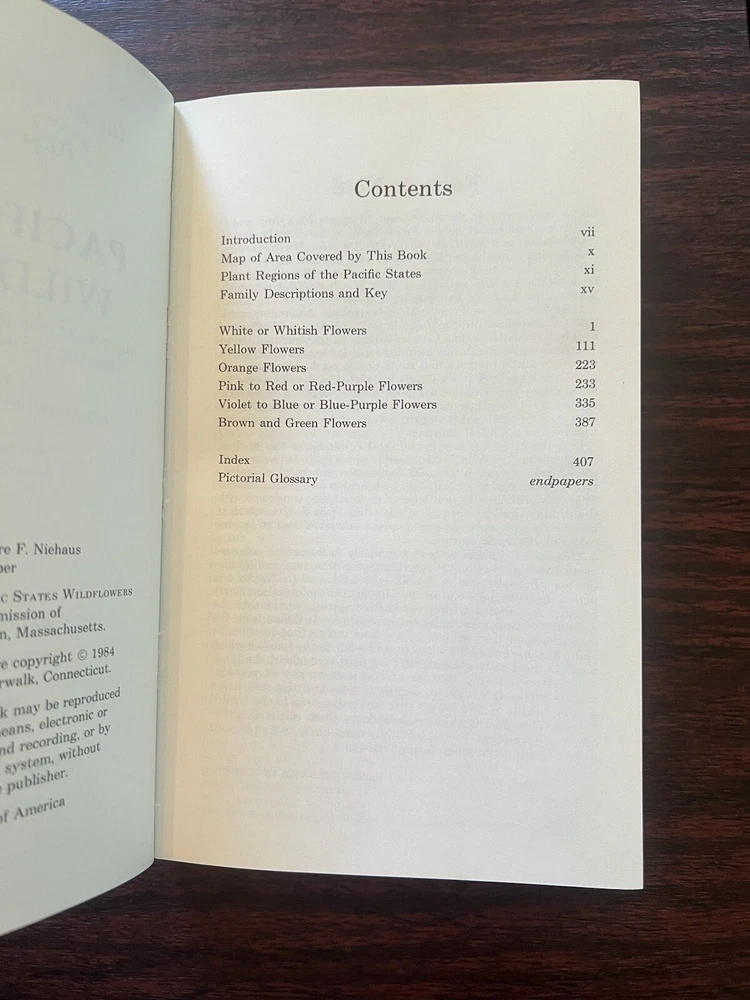 re F. Niehaus
per
c States Wildflowers
mission of
n, Massachusetts.
e copyright © 1984
rwalk, Connecticut.
k may be reproduced
eans, electronic or
nd recording, or by
system, without
publisher.
of America
Contents
Introduction vii
Map of Area Covered by This Book x
Plant Regions of the Pacific States xi
Family Descriptions and Key xv
White or Whitish Flowers 1
Yellow Flowers 111
Orange Flowers 223
Pink to Red or Red-Purple Flowers 233
Violet to Blue or Blue-Purple Flowers 335
Brown and Green Flowers 387
Index 407
Pictorial Glossary endpapers